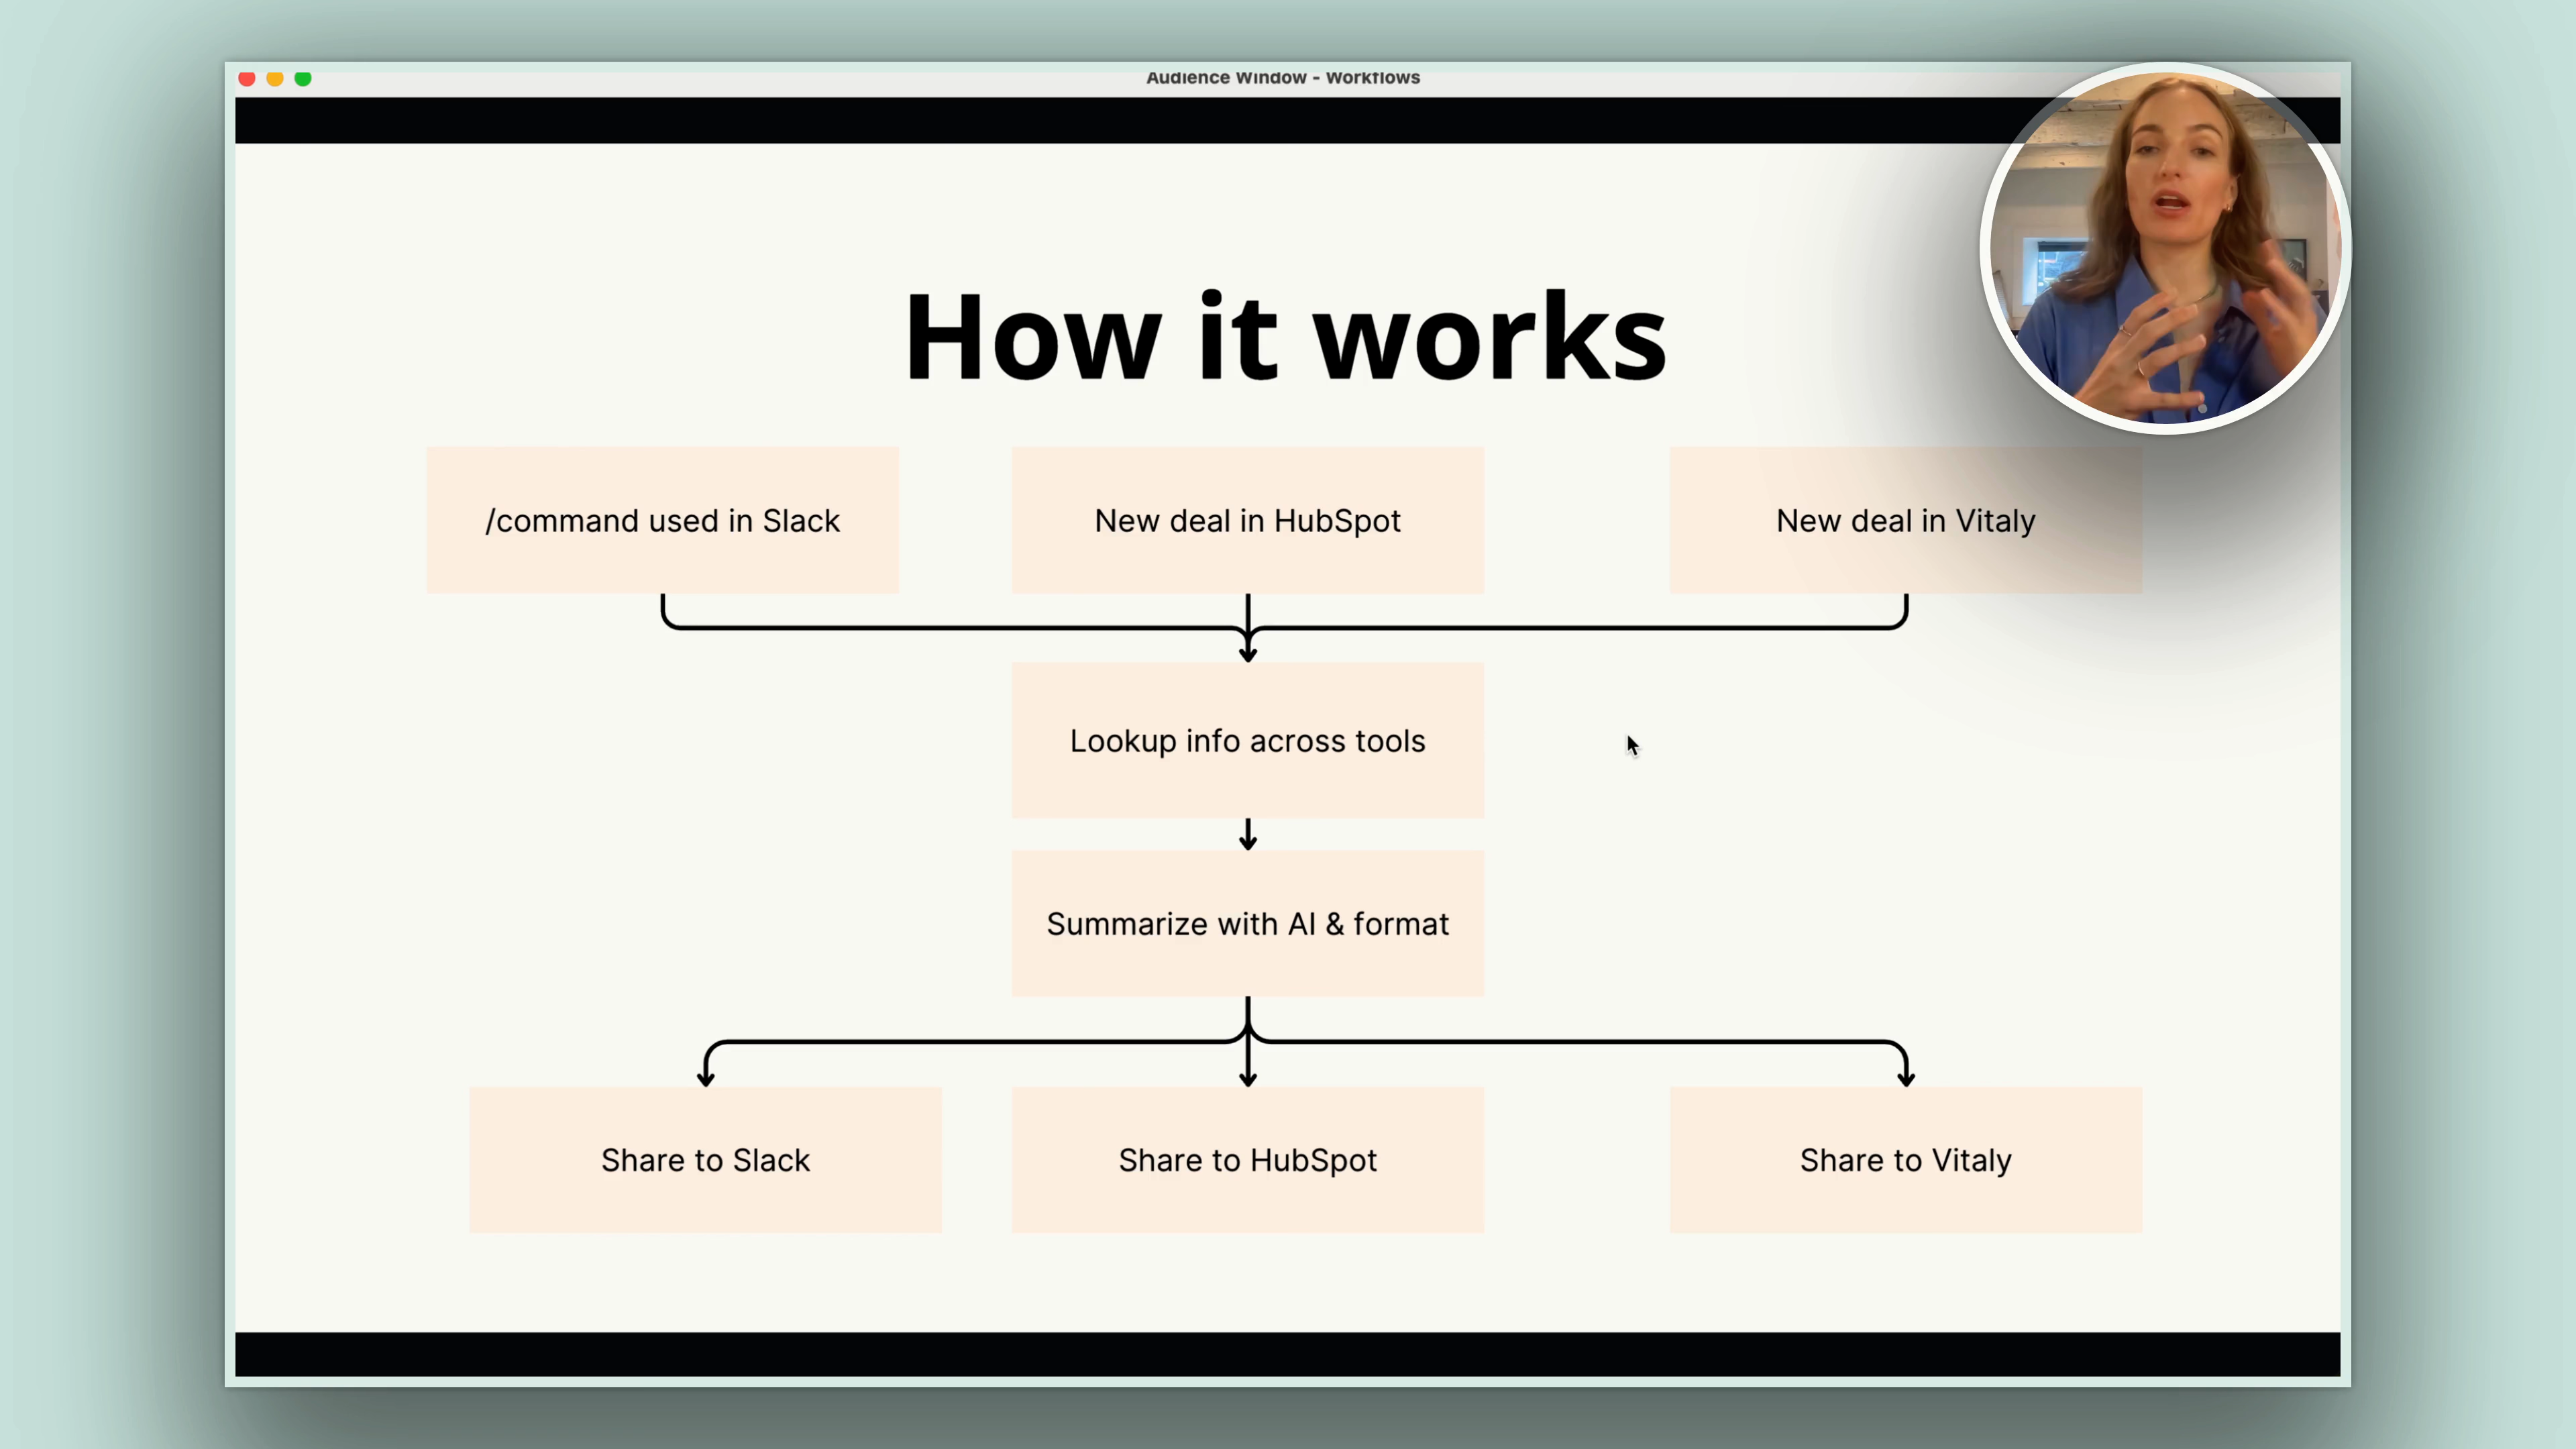 Audience Window - Workflows
How it works
/command used in Slack
New deal in HubSpot
New deal in Vitaly
Lookup info across tools
Summarize with AI & format
Share to Slack
Share to HubSpot
Share to Vitaly